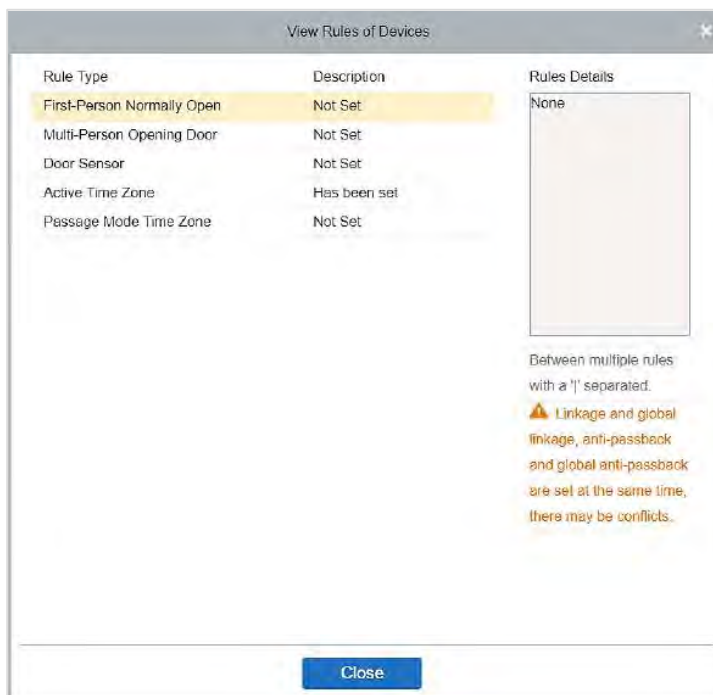 View Rules of Devices
Rule Type Description Rules Details
First-Person Normally Open Not Set None
Multi-Person Opening Door Not Set
Door Sensor Not Set
Active Time Zone Has been set
Passage Mode Time Zone Not Set
Between multiple rules
with a '|' separated.
Linkage and global
linkage, anti-passback
and global anti-passback
are set at the same time,
there may be conflicts.
Close